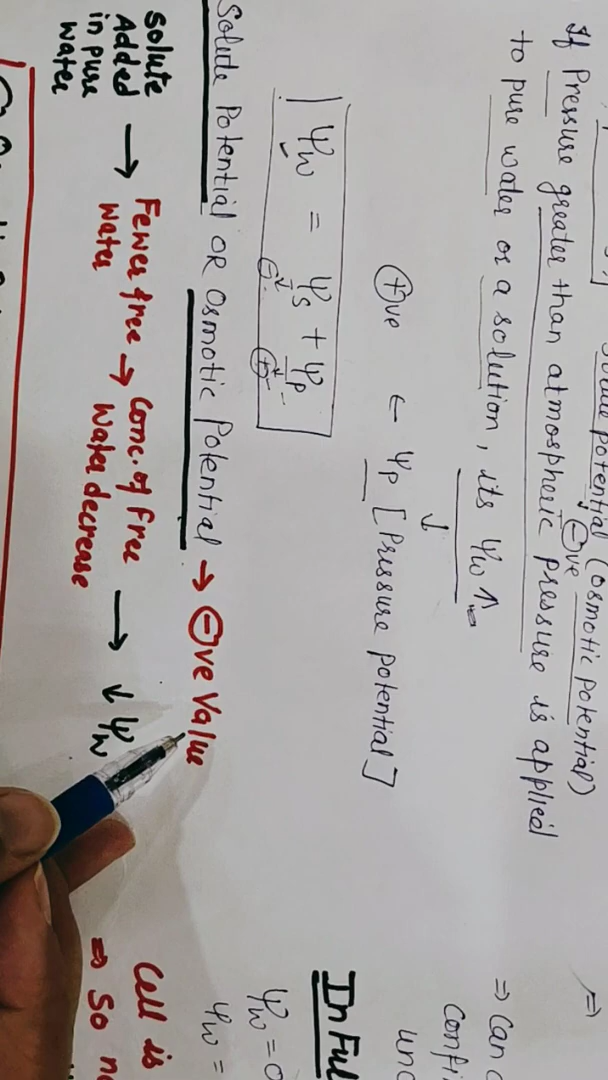 potential (osmotic potential)
⊖ve
If Pressure greater than atmospheric pressure is applied
to pure water or a solution, its Ψw ↑
↓
⊕ve ← Ψp [Pressure potential]
Ψw = Ψs + Ψp
⊖ ⊕
Solute Potential OR Osmotic Potential → ⊖ve Value
Solute Added in pure water → Fewer free water → Conc. of Free Water decrease → ↓ Ψw
⇒
⇒ Can
In Ful
Ψw = 0
Ψw =
Cell is
⇒ So